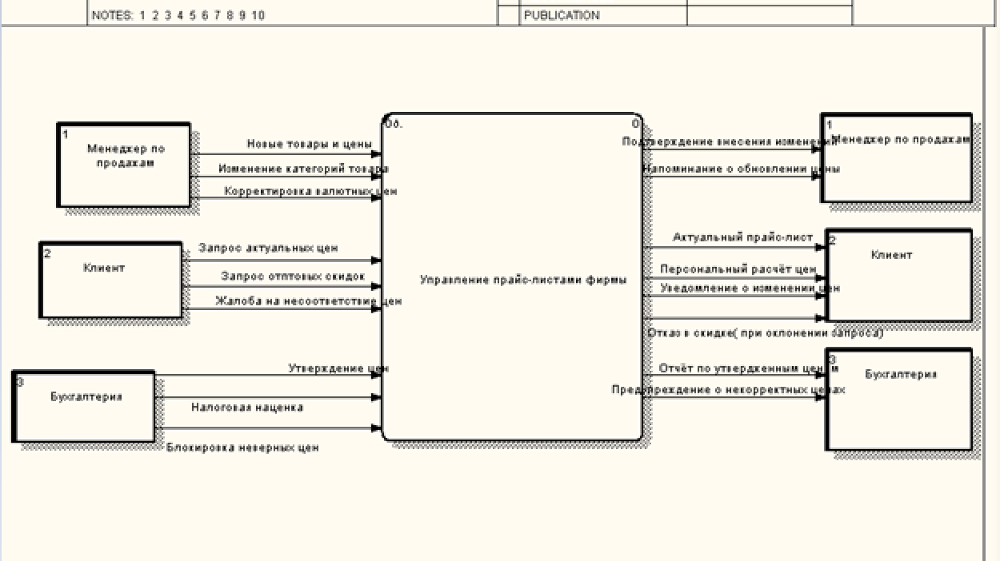 NOTES: 1 2 3 4 5 6 7 8 9 10
PUBLICATION
1
Менеджер по
продажам
Новые товары и цены
Изменение категорий товара
Корректировка валютных цен
2
Клиент
Запрос актуальных цен
Запрос отптовых скидок
Жалоба на несоответствие цен
3
Бухгалтерия
Утверждение цен
Налоговая наценка
Блокировка неверных цен
0д.
0
Управление прайс-листами фирмы
Подтверждение внесения изменений
Напоминание о обновлении цены
1
Менеджер по продажам
Актуальный прайс-лист
Персональный расчёт цен
Уведомление о изменении цен
Отказ в скидке( при оклонении запроса)
2
Клиент
Отчёт по утвержденным ценам
Предупреждение о некорректных ценах
3
Бухгалтерия